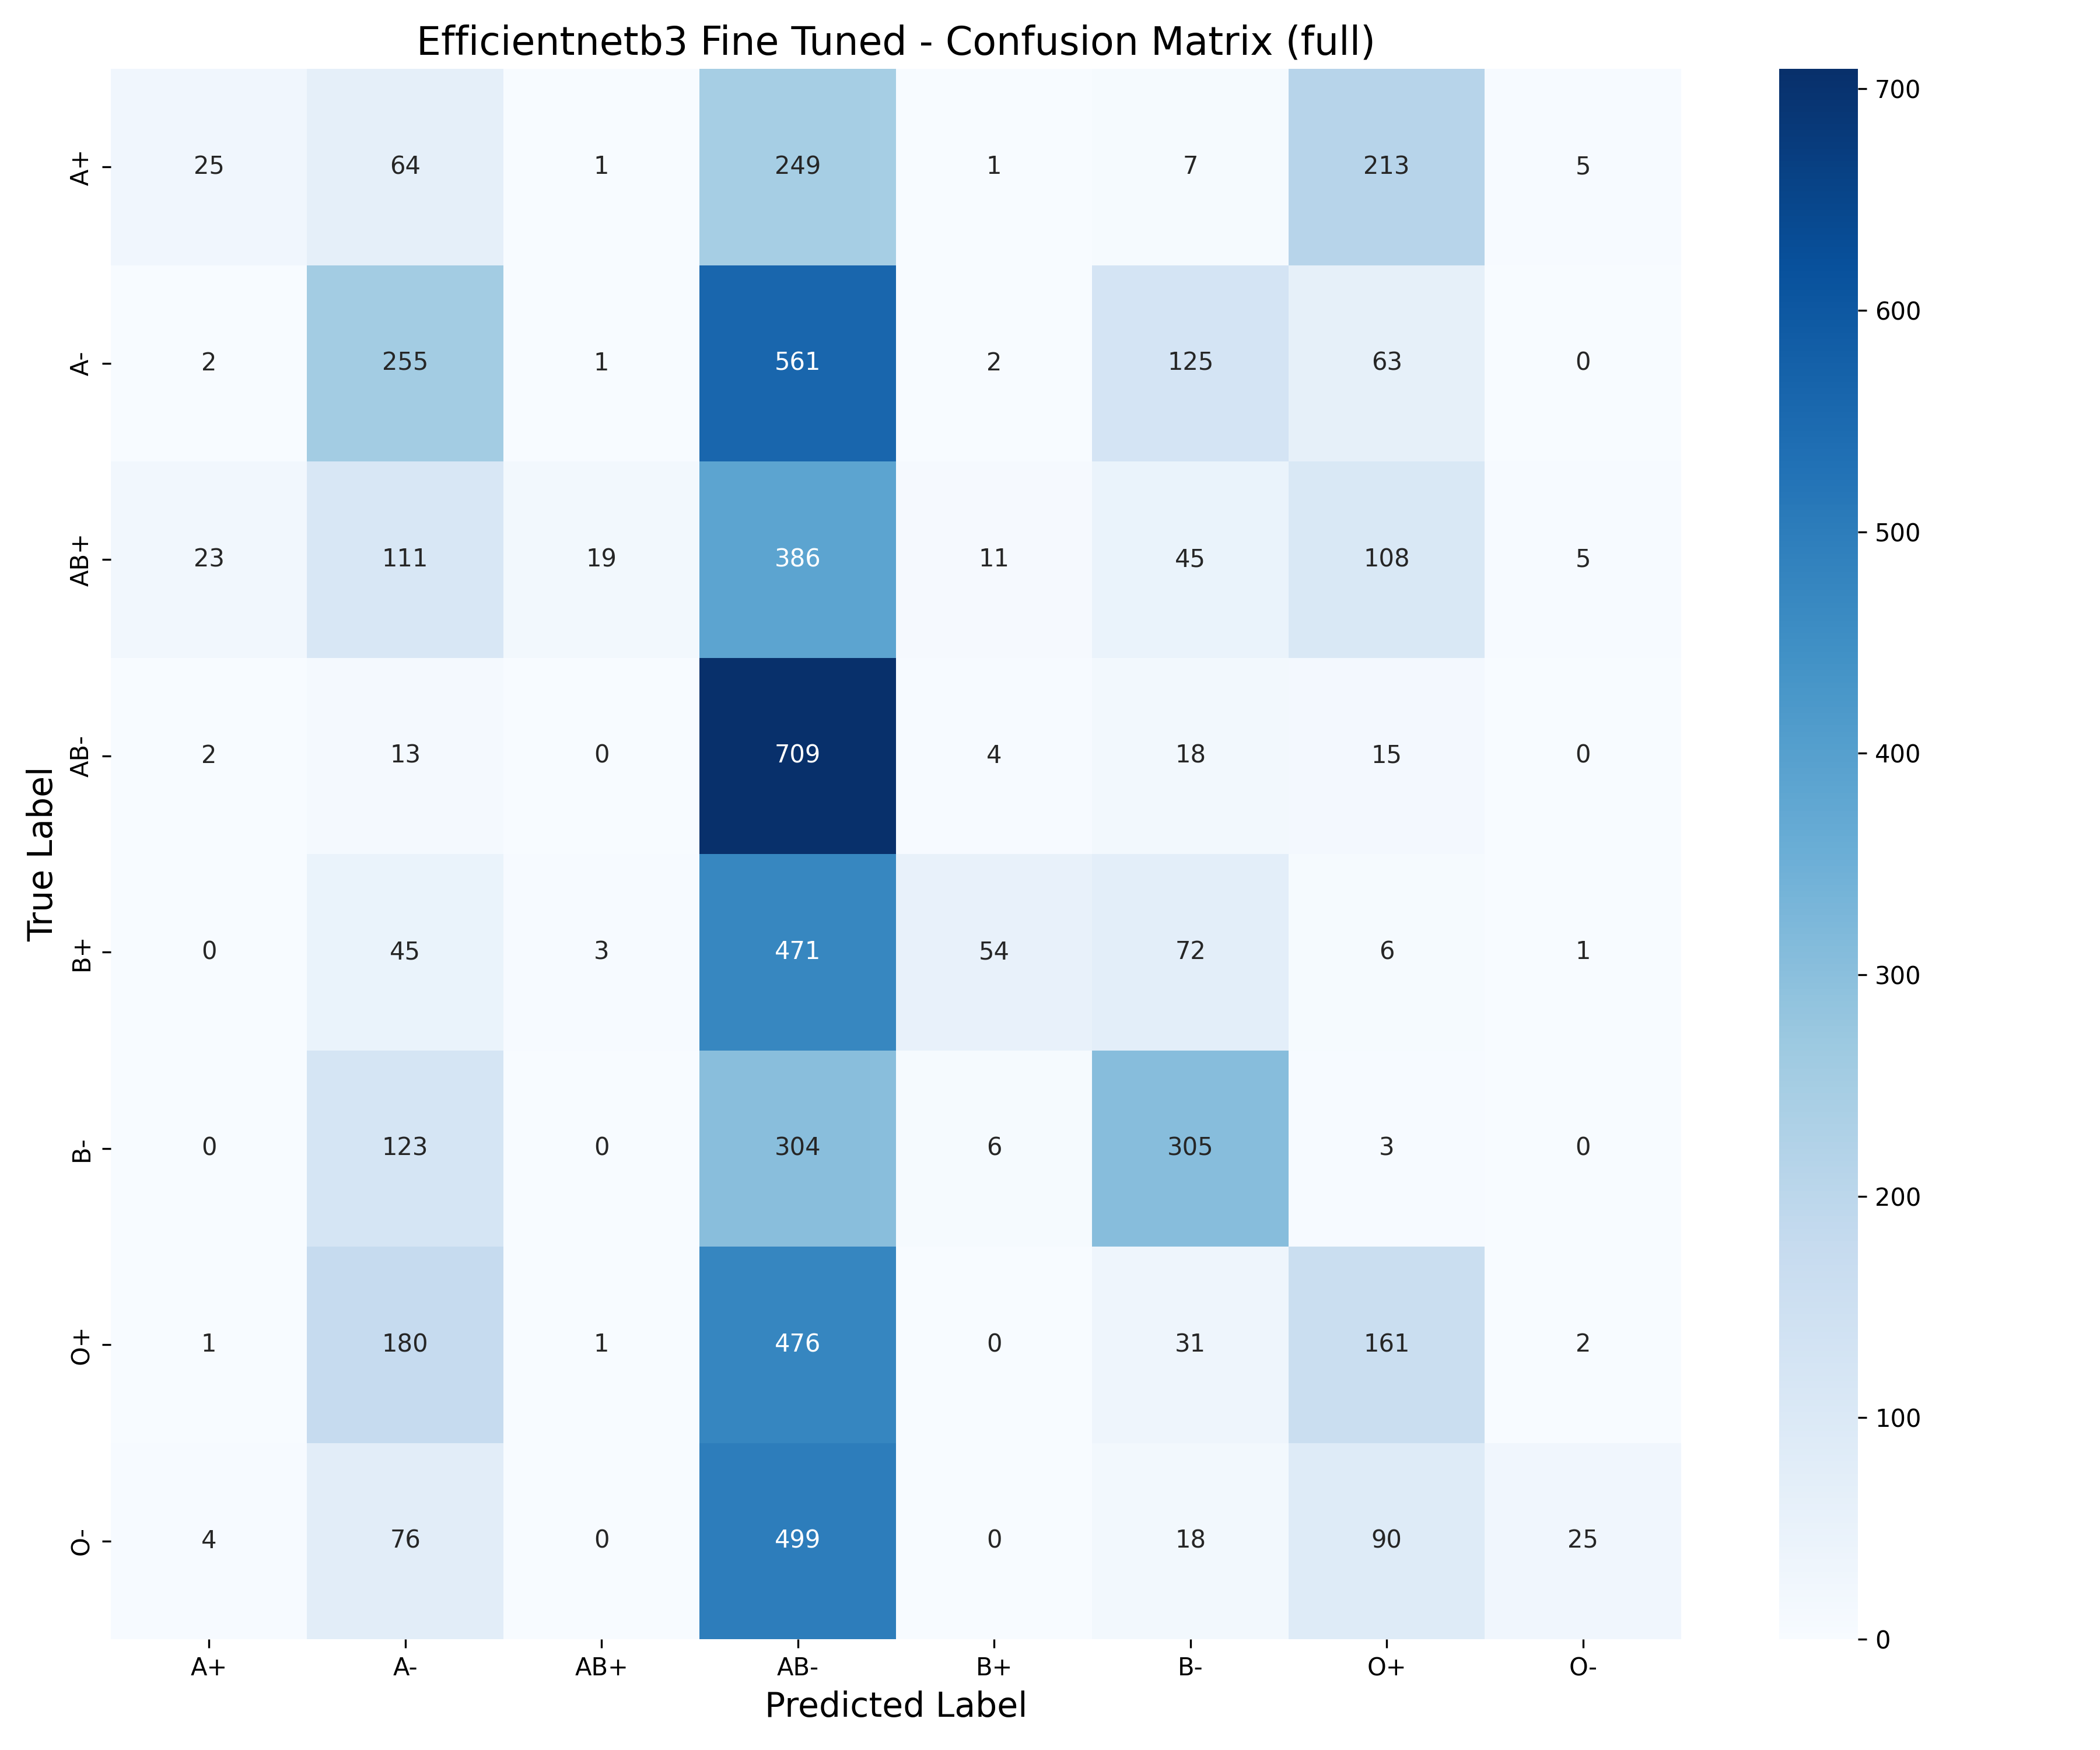 Efficientnetb3 Fine Tuned - Confusion Matrix (full)
True Label
A+ 25 64 1 249 1 7 213 5
A- 2 255 1 561 2 125 63 0
AB+ 23 111 19 386 11 45 108 5
AB- 2 13 0 709 4 18 15 0
B+ 0 45 3 471 54 72 6 1
B- 0 123 0 304 6 305 3 0
O+ 1 180 1 476 0 31 161 2
O- 4 76 0 499 0 18 90 25
A+ A- AB+ AB- B+ B- O+ O-
Predicted Label
700
600
500
400
300
200
100
0